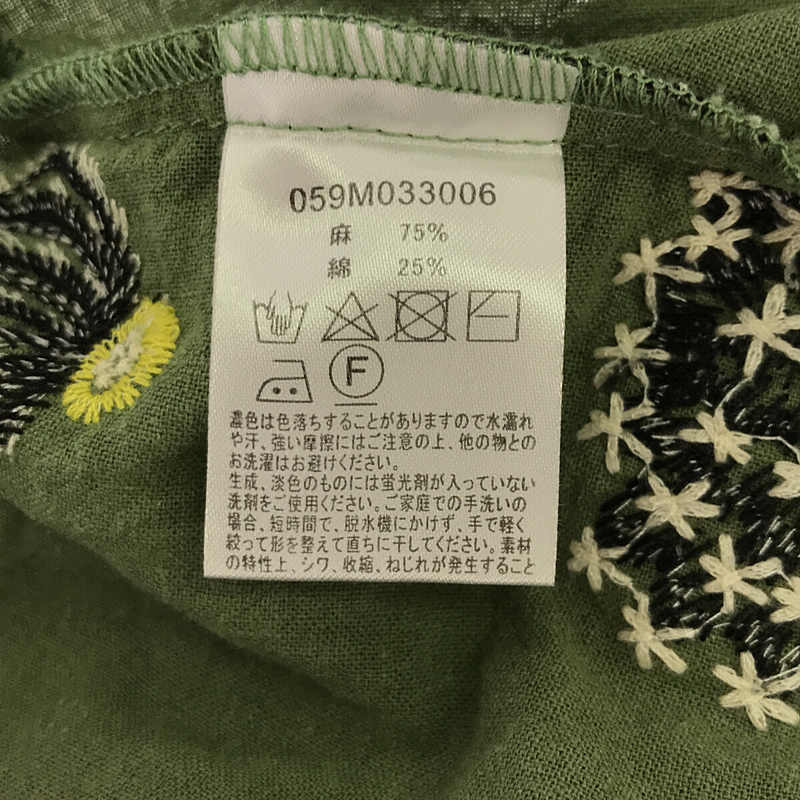 059M033006
麻 75%
綿 25%
F
濃色は色落ちすることがありますので水濡れ
や汗、強い摩擦にはご注意の上、他の物との
お洗濯はお避けください。
生成、淡色のものには蛍光剤が入っていない
洗剤をご使用ください。ご家庭での手洗いの
場合、短時間で、脱水機にかけず、手で軽く
絞って形を整えて直ちに干してください。素材
の特性上、シワ、収縮、ねじれが発生すること